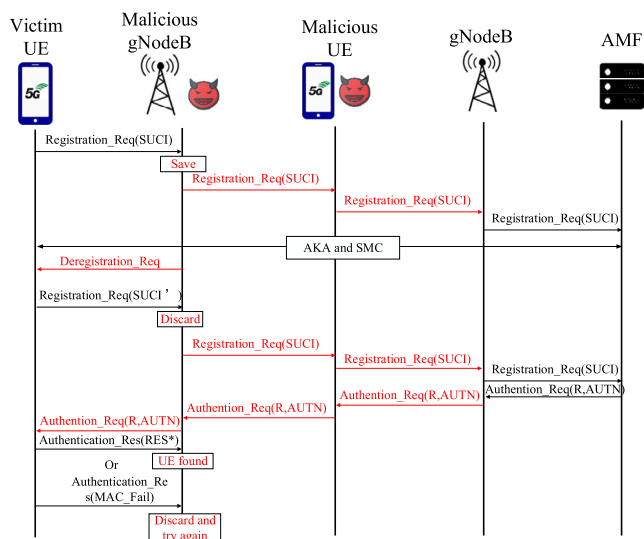 Victim
UE
Malicious
gNodeB
Malicious
UE
gNodeB
AMF
5G
5G
Registration_Req(SUCI)
Save
Registration_Req(SUCI)
Registration_Req(SUCI)
Registration_Req(SUCI)
AKA and SMC
Deregistration_Req
Registration_Req(SUCI’)
Discard
Registration_Req(SUCI)
Registration_Req(SUCI)
Registration_Req(SUCI)
Authention_Req(R,AUTN)
Authention_Req(R,AUTN)
Authention_Req(R,AUTN)
Authention_Req(R,AUTN)
Authentication_Res(RES*)
UE found
Or
Authentication_Re
s(MAC_Fail)
Discard and
try again